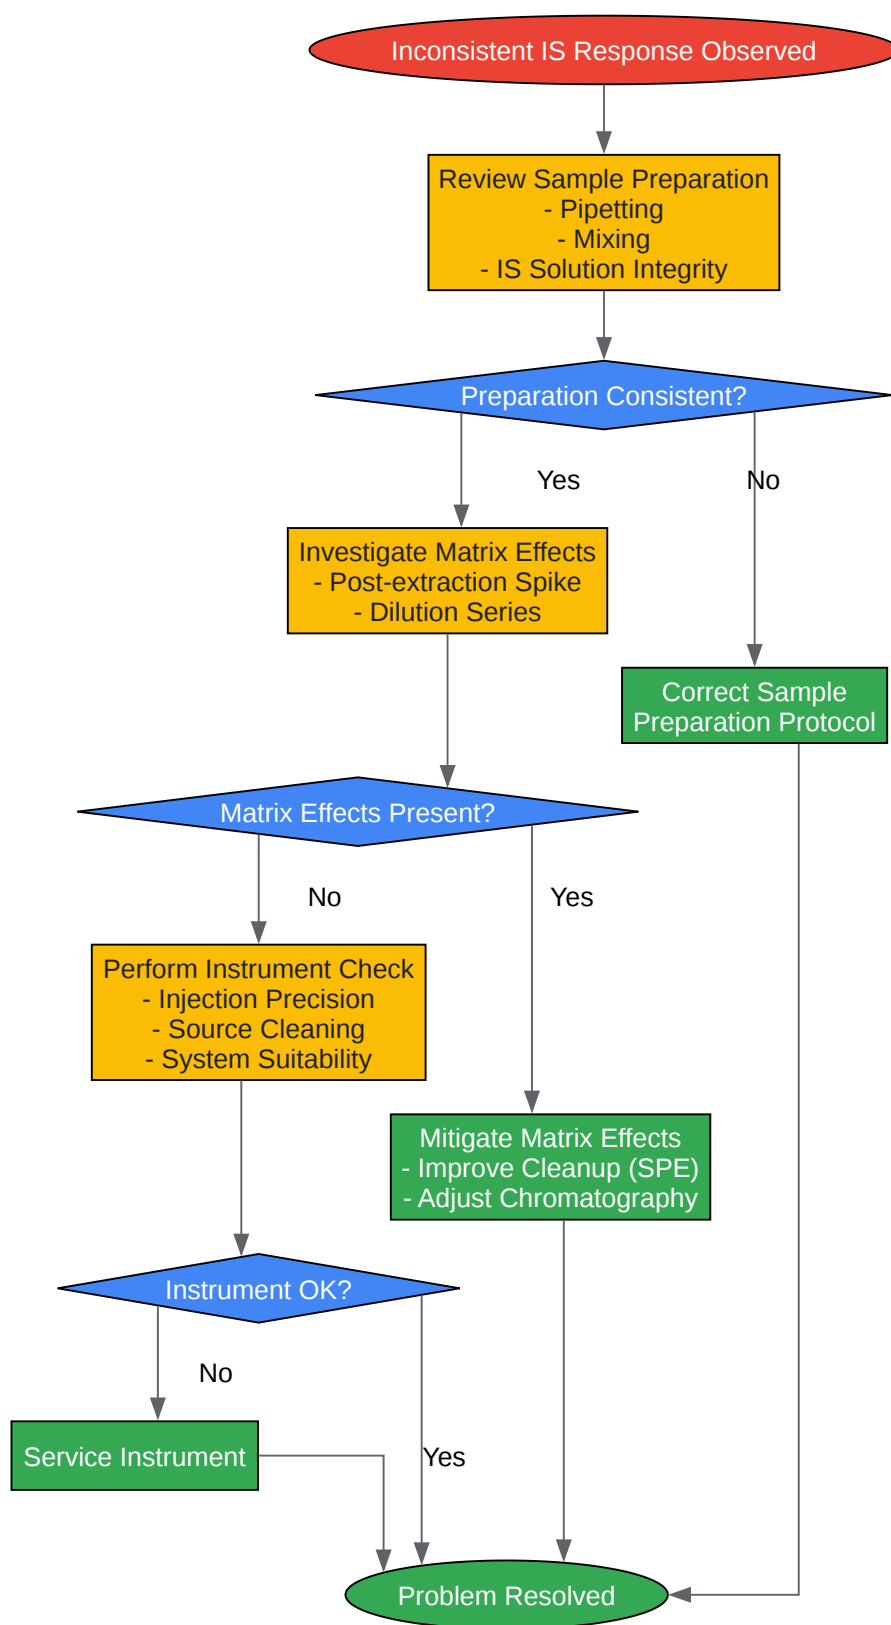 Inconsistent IS Response Observed
Review Sample Preparation
- Pipetting
- Mixing
- IS Solution Integrity
Preparation Consistent?
Yes
No
Investigate Matrix Effects
- Post-extraction Spike
- Dilution Series
Correct Sample
Preparation Protocol
Matrix Effects Present?
No
Yes
Perform Instrument Check
- Injection Precision
- Source Cleaning
- System Suitability
Mitigate Matrix Effects
- Improve Cleanup (SPE)
- Adjust Chromatography
Instrument OK?
No
Yes
Service Instrument
Problem Resolved